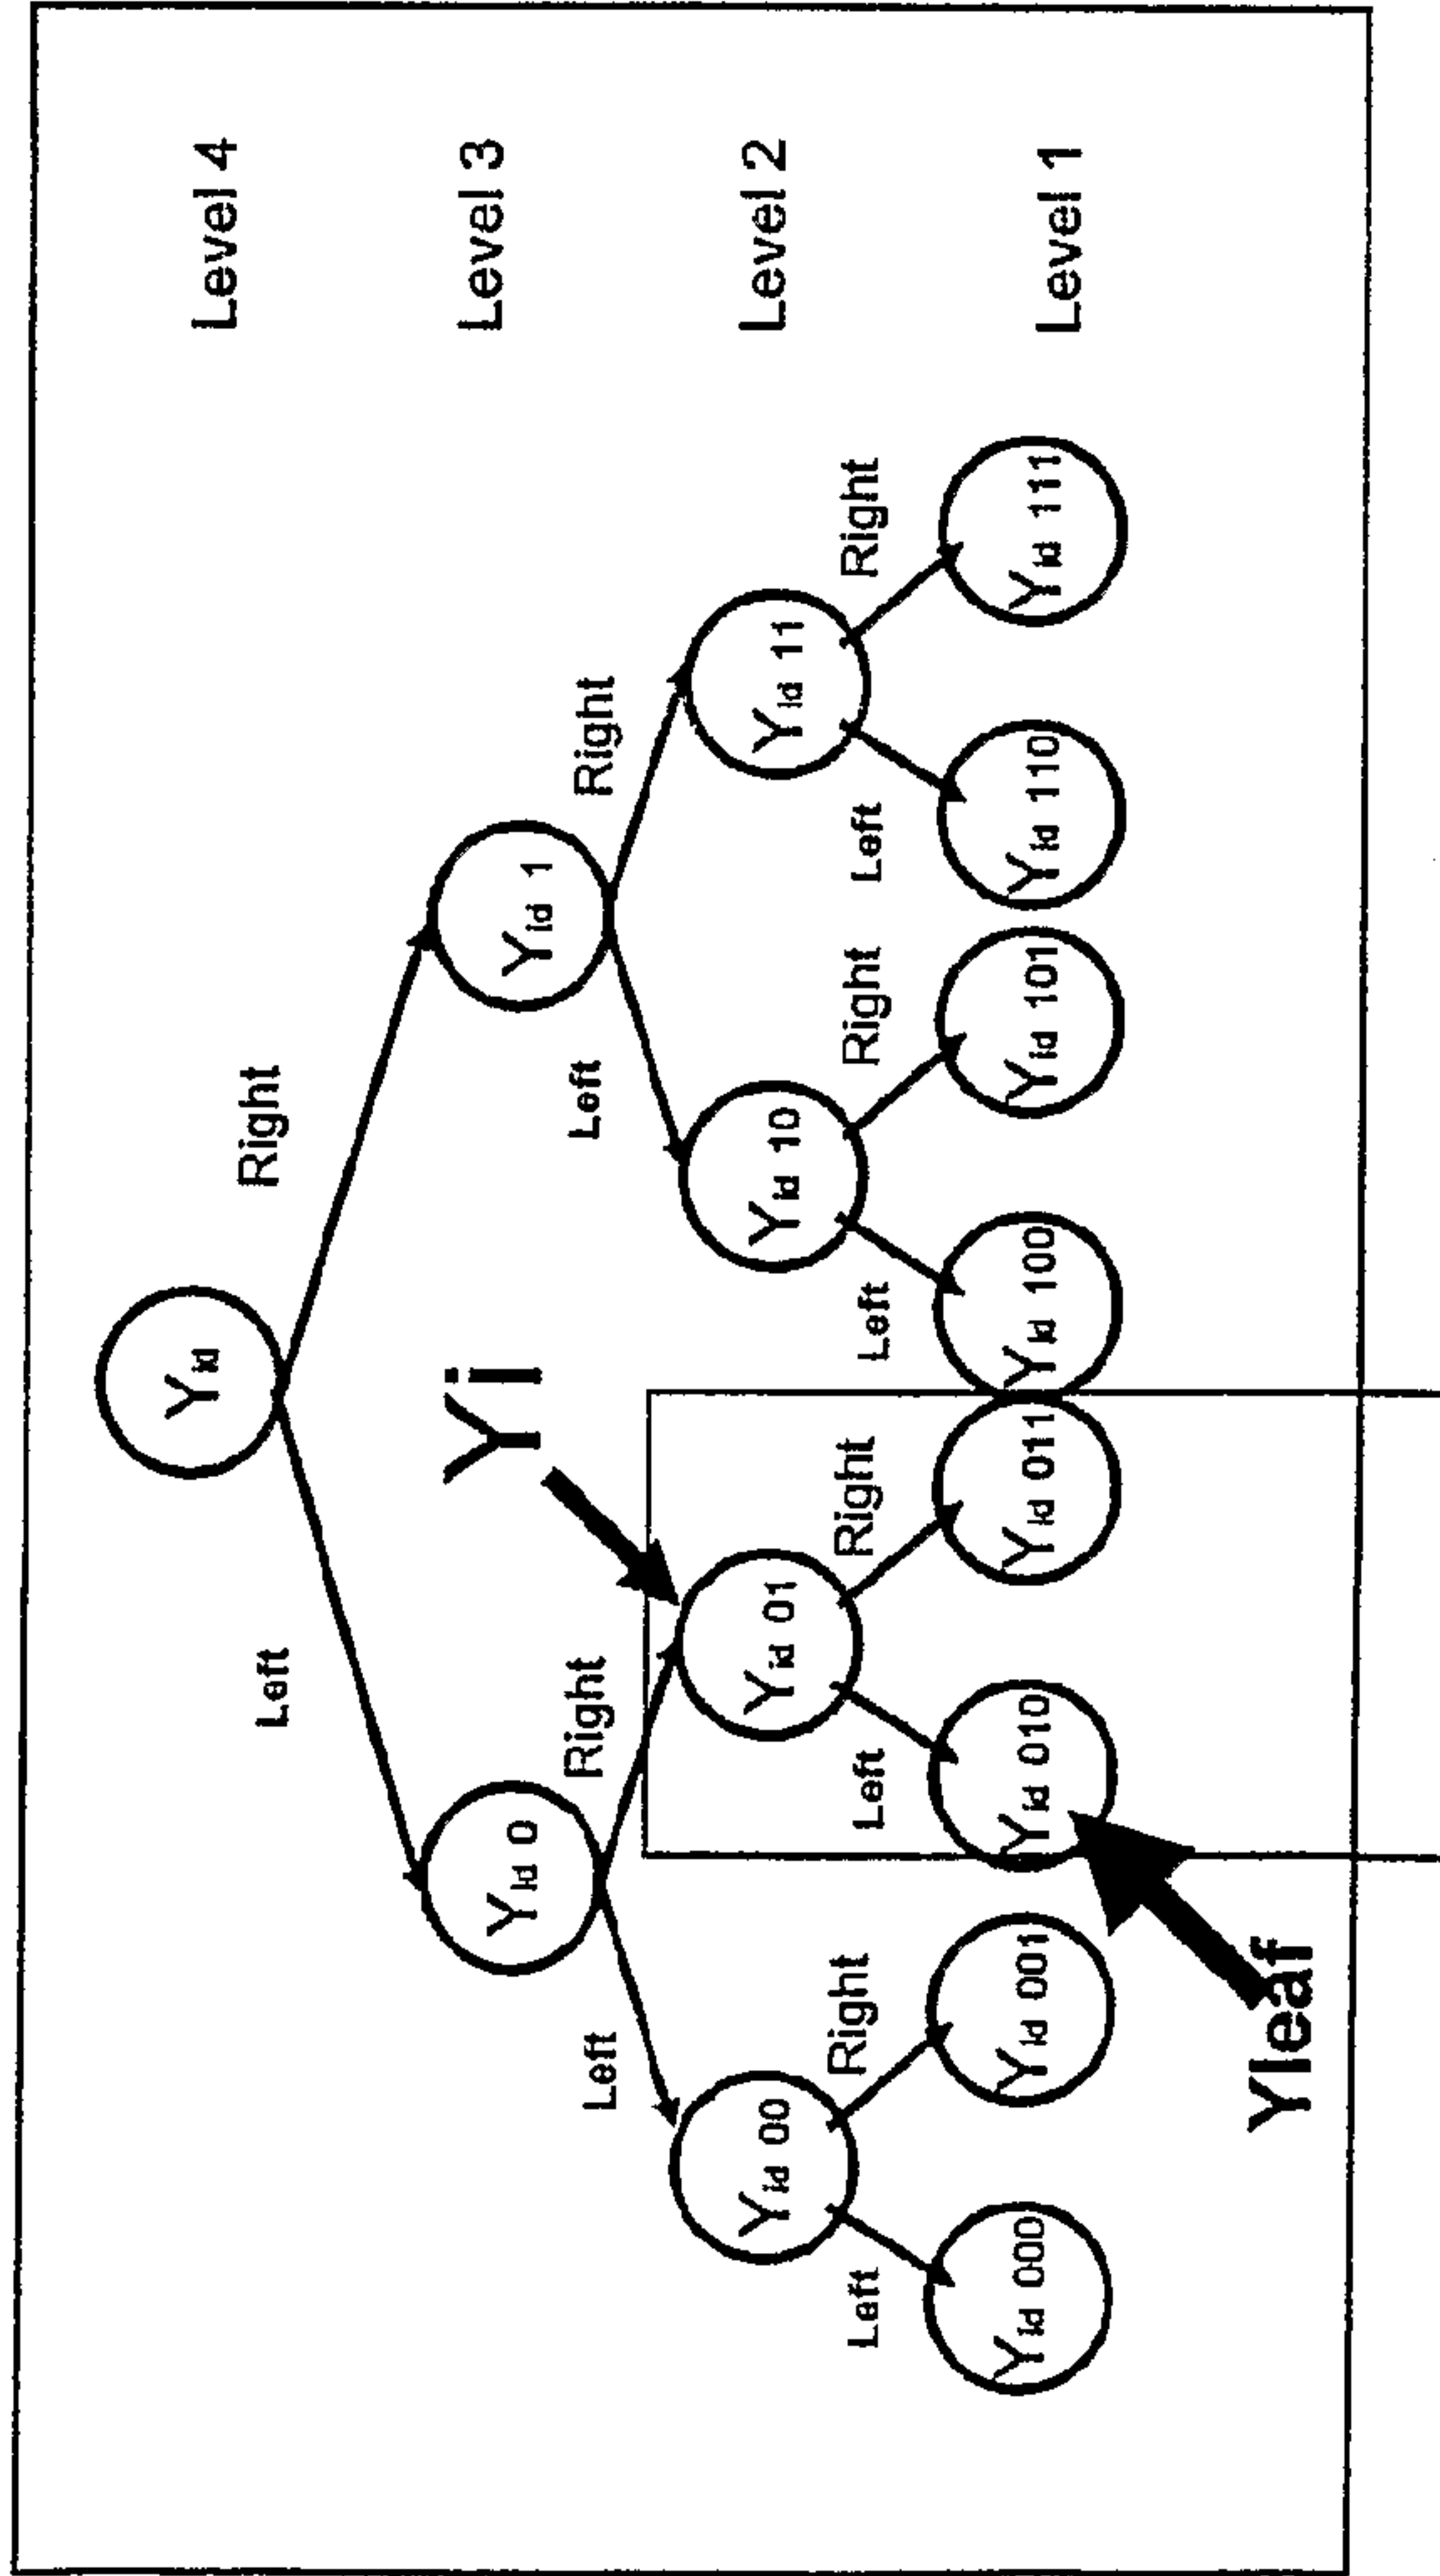 Yid
Level 4
Left
Right
Yid 0
Yi
Yid 1
Level 3
Left
Right
Left
Right
Yid 00
Yid 01
Yid 10
Yid 11
Level 2
Left
Right
Left
Right
Left
Right
Left
Right
Yid 000
Yid 001
Yid 010
Yid 011
Yid 100
Yid 101
Yid 110
Yid 111
Level 1
Yleaf